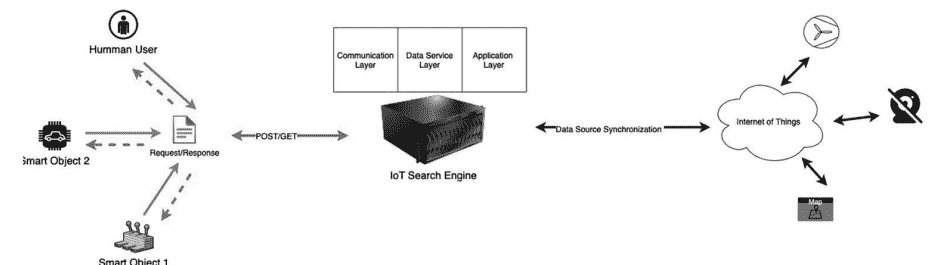 Humman User
Communication
Layer
Data Service
Layer
Application
Layer
Smart Object 2
Request/Response
POST/GET
IoT Search Engine
Data Source Synchronization
Internet of Things
Map
Smart Object 1